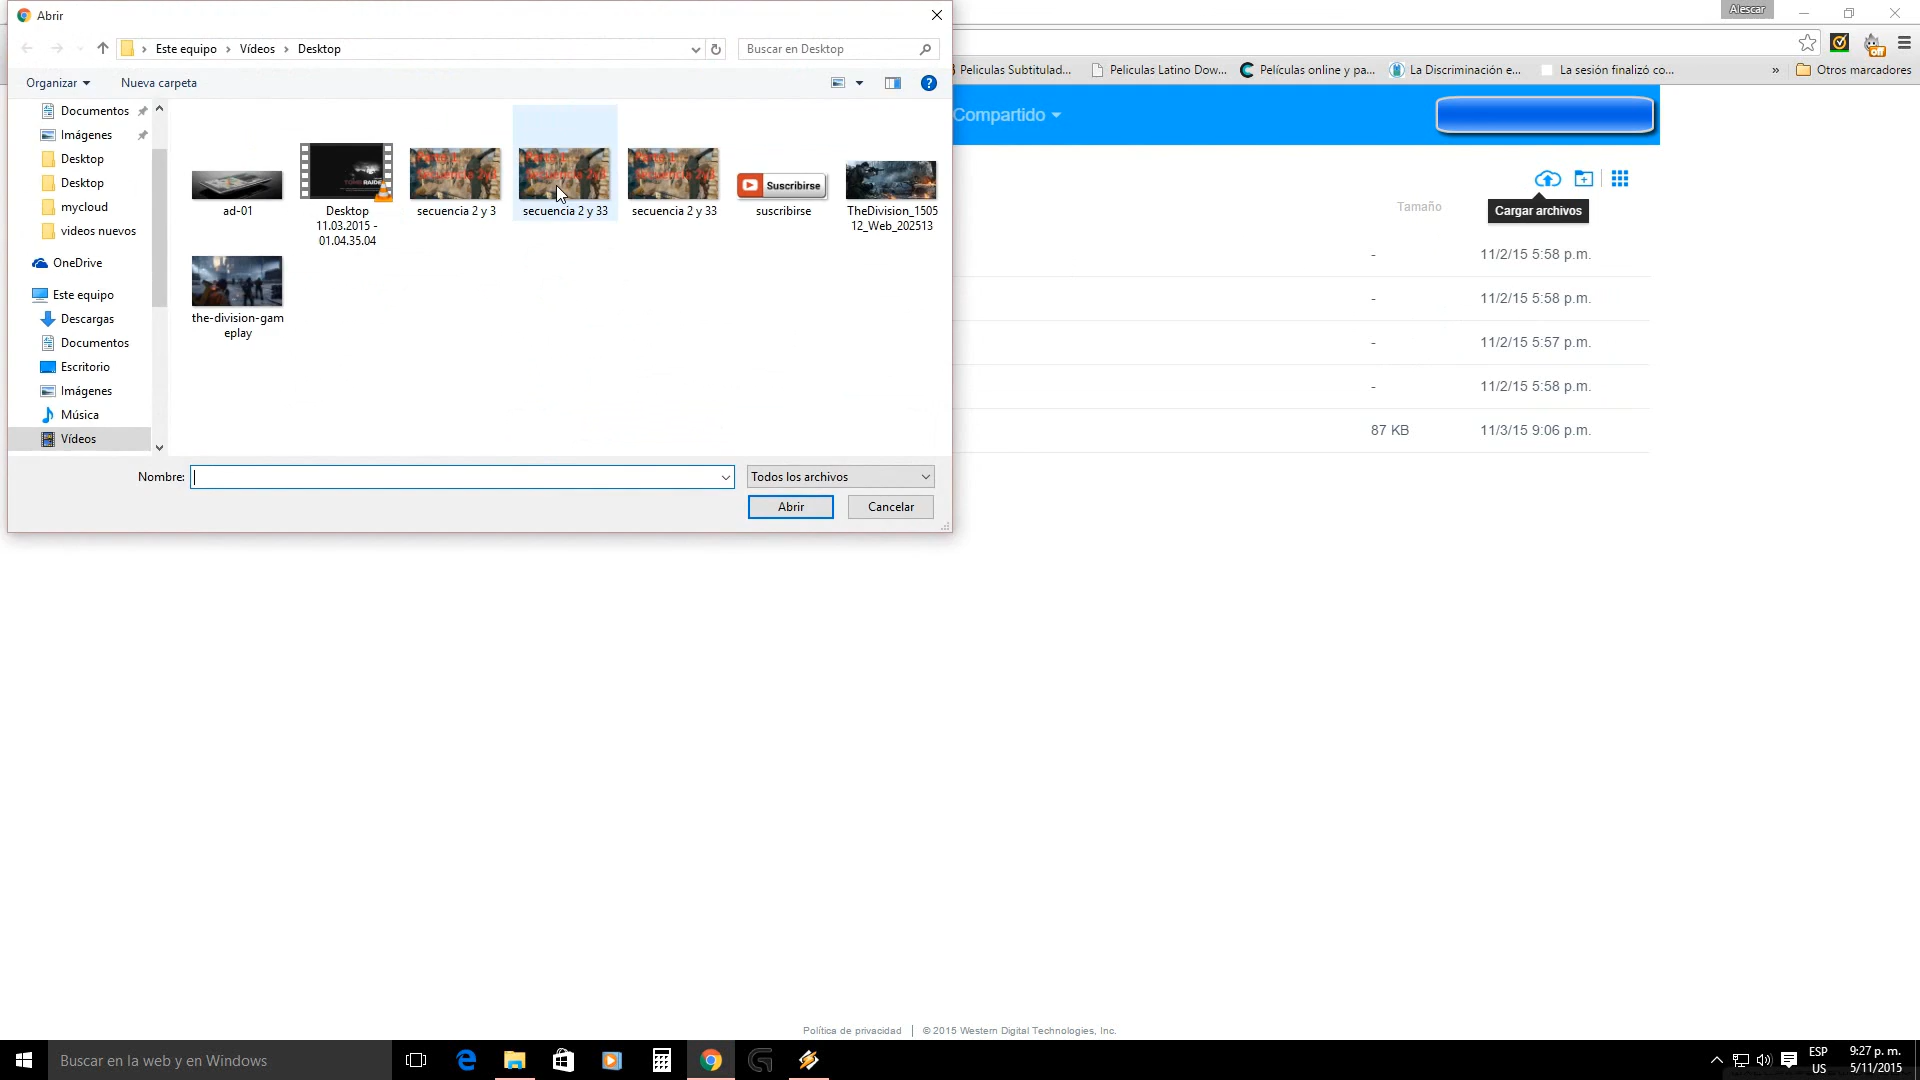 Abrir
Alescar
Este equipo
Vídeos
Desktop
Buscar en Desktop
Organizar
Nueva carpeta
Peliculas Subtitulad...
Peliculas Latino Dow...
Películas online y pa...
La Discriminación e...
La sesión finalizó co...
»
Otros marcadores
Documentos
Imágenes
Desktop
Desktop
mycloud
videos nuevos
OneDrive
Este equipo
Descargas
Documentos
Escritorio
Imágenes
Música
Vídeos
ad-01
Desktop
11.03.2015 -
01.04.35.04
secuencia 2 y 3
secuencia 2 y 33
secuencia 2 y 33
Suscribirse
suscribirse
TheDivision_1505
12_Web_202513
the-division-gam
eplay
Nombre:
Todos los archivos
Abrir
Cancelar
Compartido
Cargar archivos
Tamaño
- 11/2/15 5:58 p.m.
- 11/2/15 5:58 p.m.
- 11/2/15 5:57 p.m.
- 11/2/15 5:58 p.m.
87 KB 11/3/15 9:06 p.m.
Política de privacidad | © 2015 Western Digital Technologies, Inc.
Buscar en la web y en Windows
ESP
US
9:27 p. m.
5/11/2015